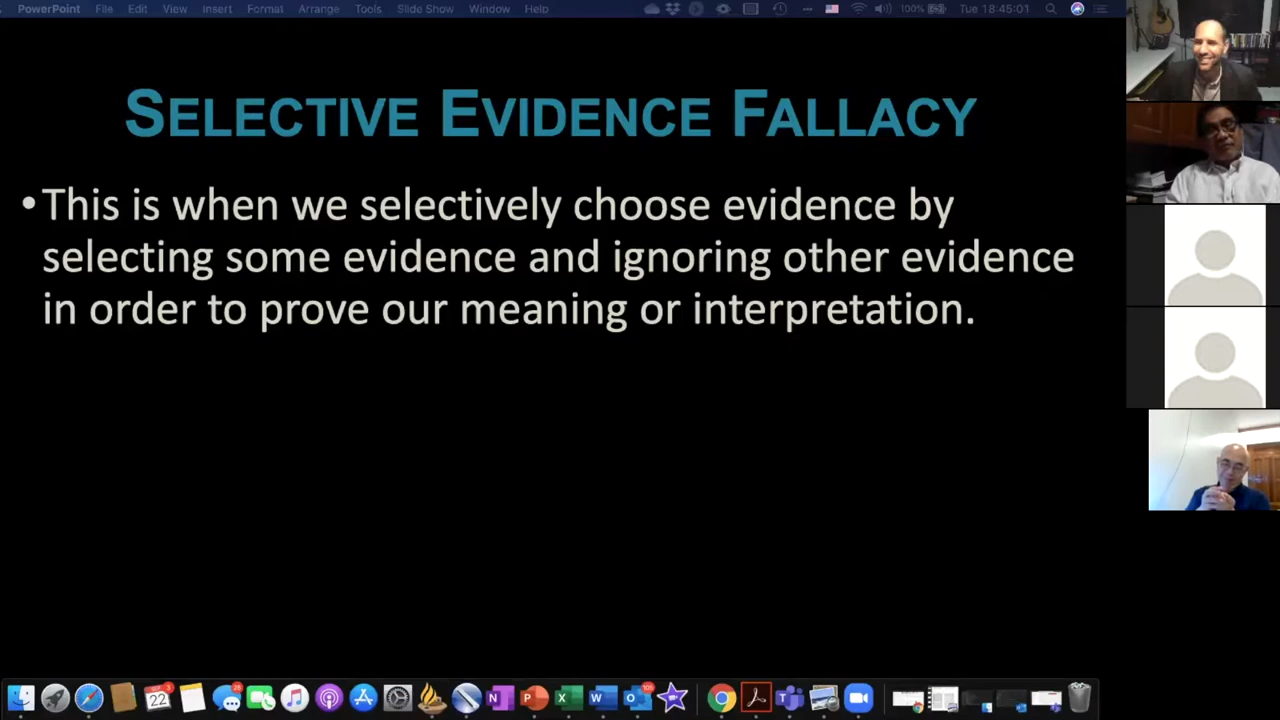 PowerPoint File Edit View Insert Format Arrange Tools Slide Show Window Help 100% Tue 18:45:01
SELECTIVE EVIDENCE FALLACY
•This is when we selectively choose evidence by
selecting some evidence and ignoring other evidence
in order to prove our meaning or interpretation.
22